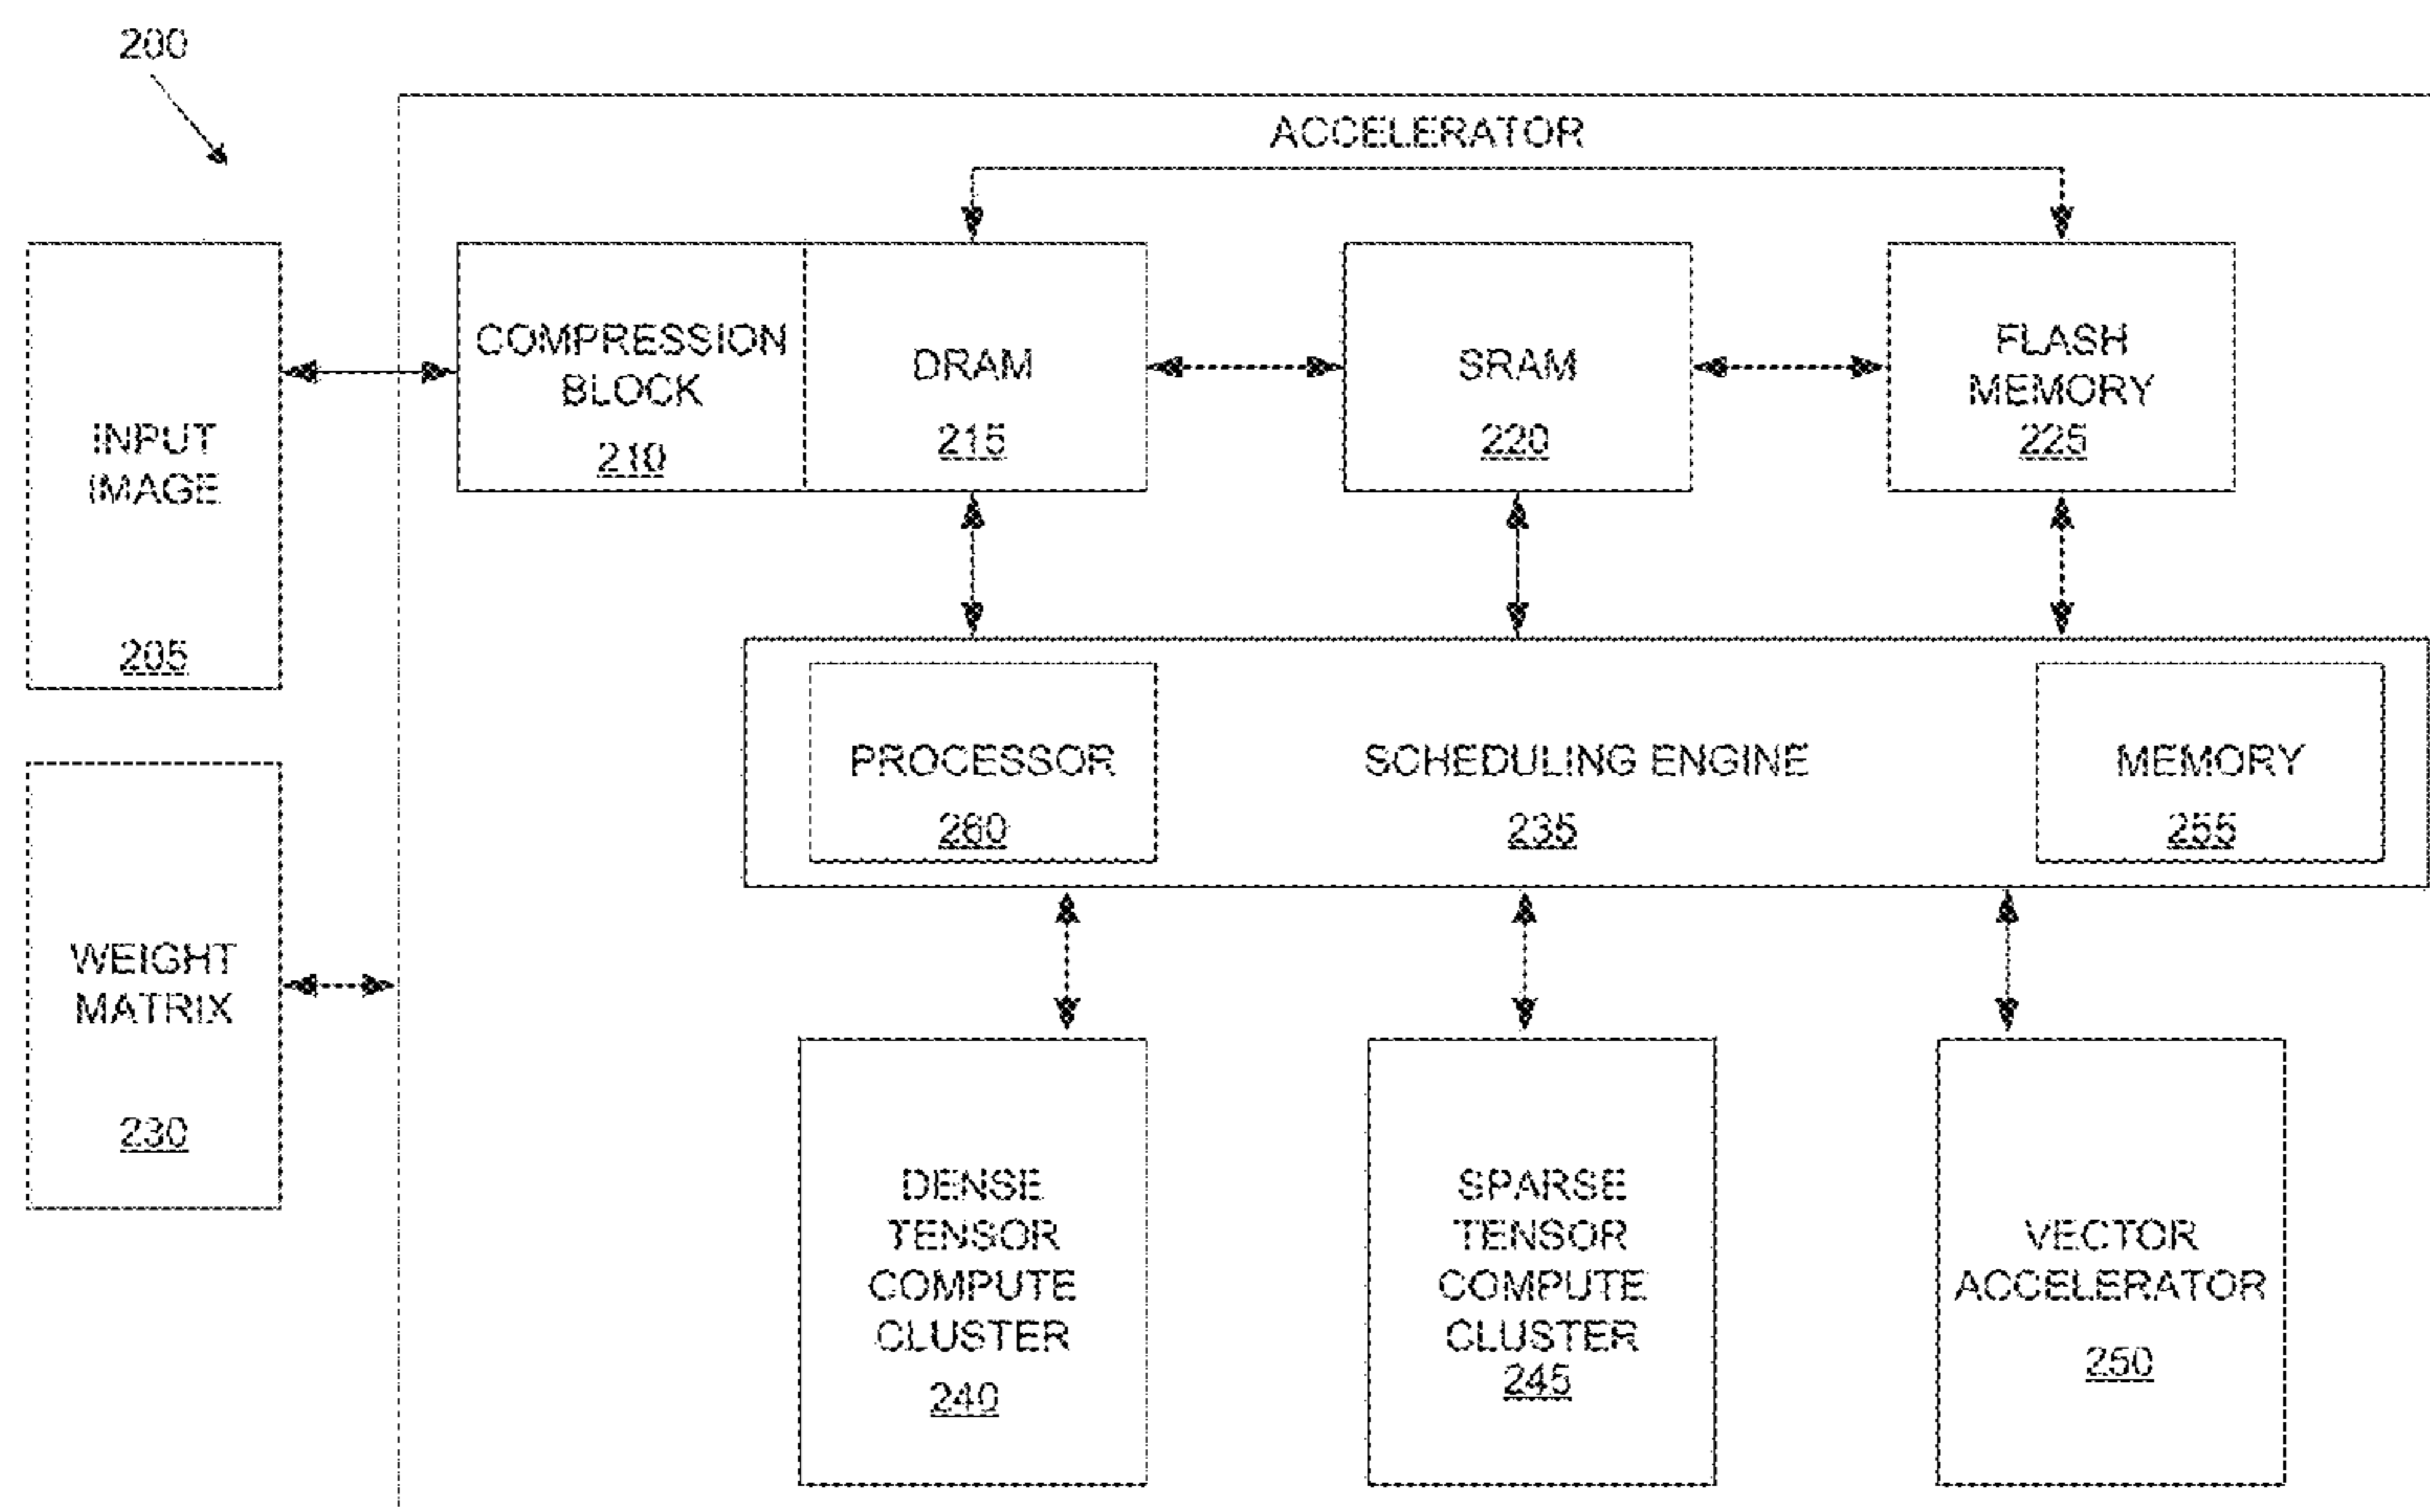 200
ACCELERATOR
INPUT
IMAGE
205
COMPRESSION
BLOCK
210
DRAM
215
SRAM
220
FLASH
MEMORY
225
PROCESSOR
260
SCHEDULING ENGINE
235
MEMORY
255
WEIGHT
MATRIX
230
DENSE
TENSOR
COMPUTE
CLUSTER
240
SPARSE
TENSOR
COMPUTE
CLUSTER
245
VECTOR
ACCELERATOR
250